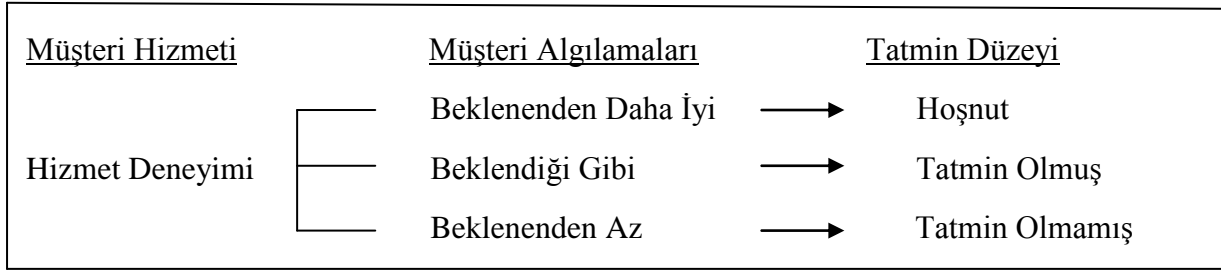 Müşteri Hizmeti Müşteri Algılamaları Tatmin Düzeyi
Beklenenden Daha İyi Hoşnut
Hizmet Deneyimi Beklendiği Gibi Tatmin Olmuş
Beklenenden Az Tatmin Olmamış